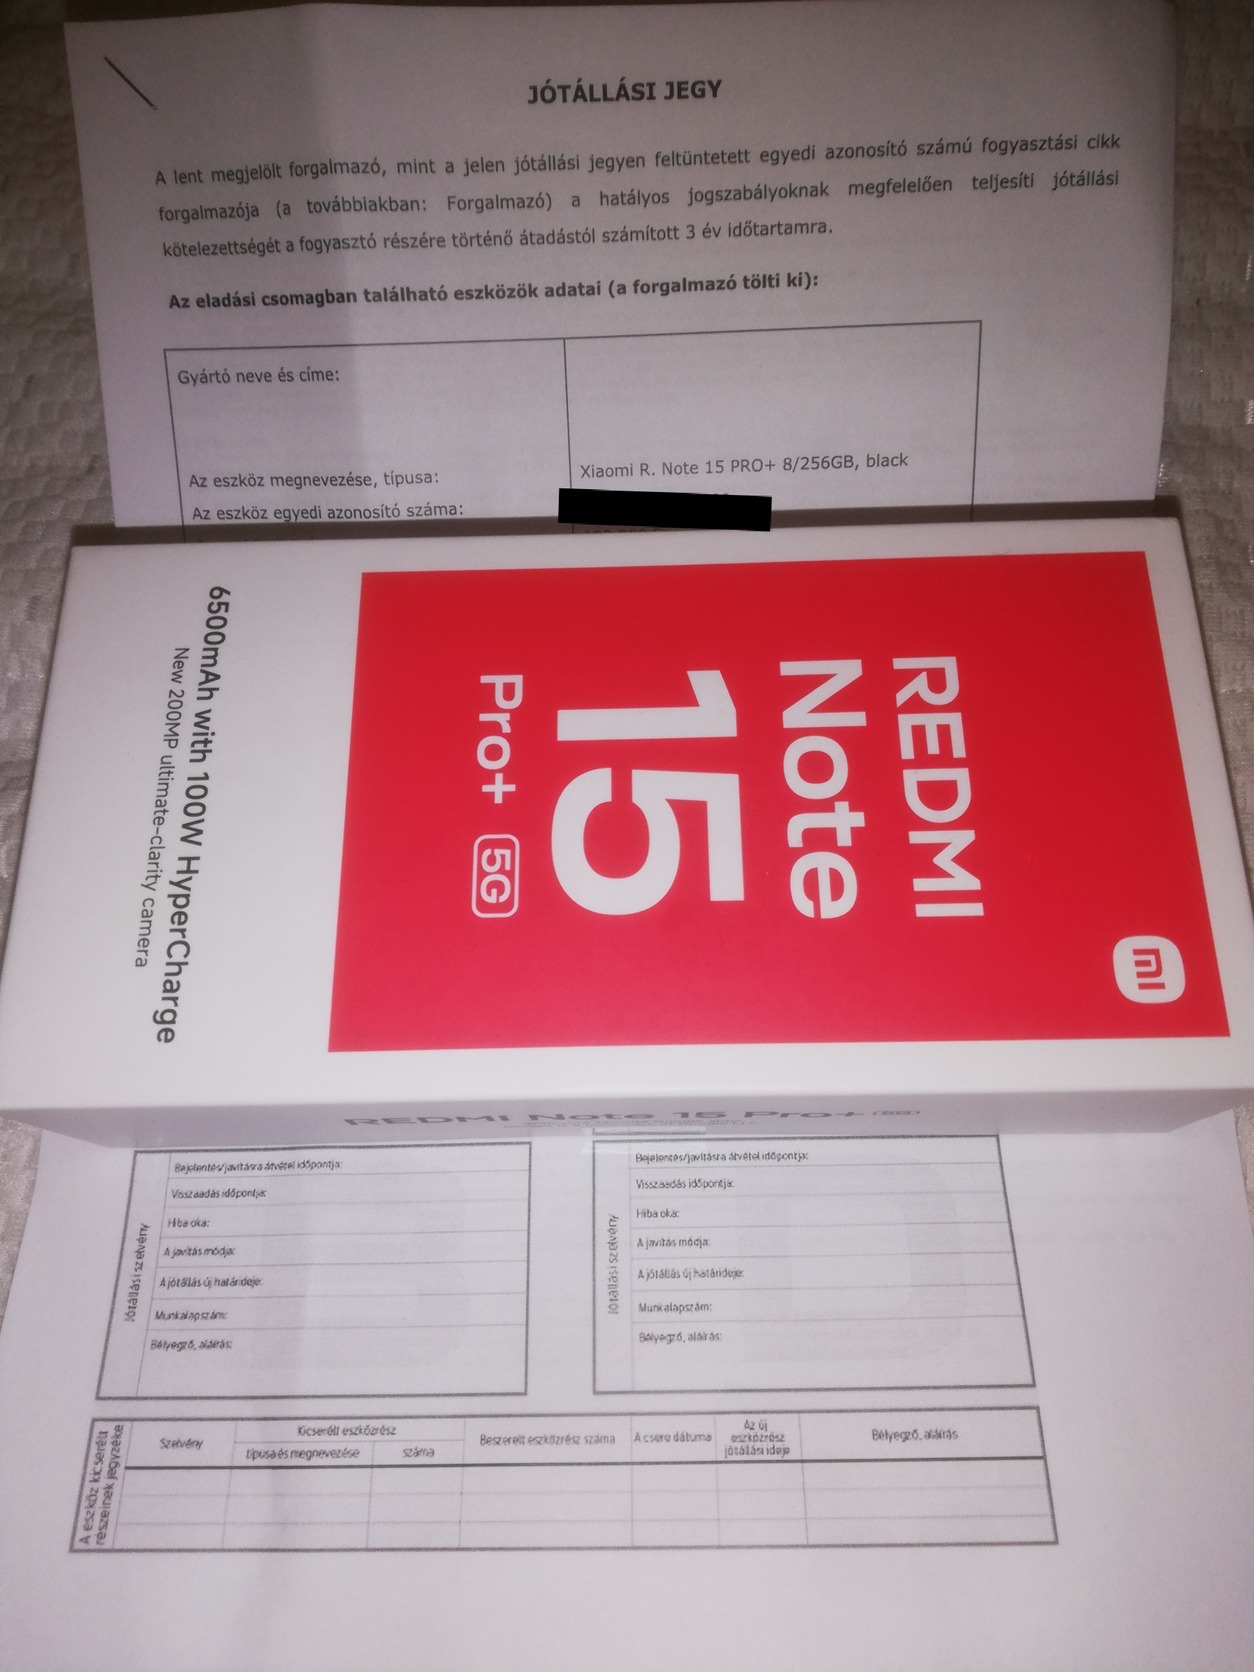 JÓTÁLLÁSI JEGY
A lent megjelölt forgalmazó, mint a jelen jótállási jegyen feltüntetett egyedi azonosító számú fogyasztási cikk
forgalmazója (a továbbiakban: Forgalmazó) a hatályos jogszabályoknak megfelelően teljesíti jótállási
kötelezettségét a fogyasztó részére történő átadástól számított 3 év időtartamra.
Az eladási csomagban található eszközök adatai (a forgalmazó tölti ki):
Gyártó neve és címe:
Az eszköz megnevezése, típusa:
Xiaomi R. Note 15 PRO+ 8/256GB, black
Az eszköz egyedi azonosító száma:
REDMI
Note
15
Pro+ 5G
mi
6500mAh with 100W HyperCharge
New 200MP ultimate-clarity camera
REDMI Note 15 Pro+ 5G
Jótállási szelvény
Bejelentés/javításra átvétel időpontja:
Visszaadás időpontja:
Hiba oka:
A javítás módja:
A jótállás új határideje:
Munkalapszám:
Bélyegző, aláírás:
Jótállási szelvény
Bejelentés/javításra átvétel időpontja:
Visszaadás időpontja:
Hiba oka:
A javítás módja:
A jótállás új határideje:
Munkalapszám:
Bélyegző, aláírás:
A eszköz kicserélt
részeinek jegyzéke
Szelvény
Kicserélt eszközrész
típusa és megnevezése
száma
Beszerelt eszközrész száma
A csere dátuma
Az új
eszközrész
jótállási ideje
Bélyegző, aláírás